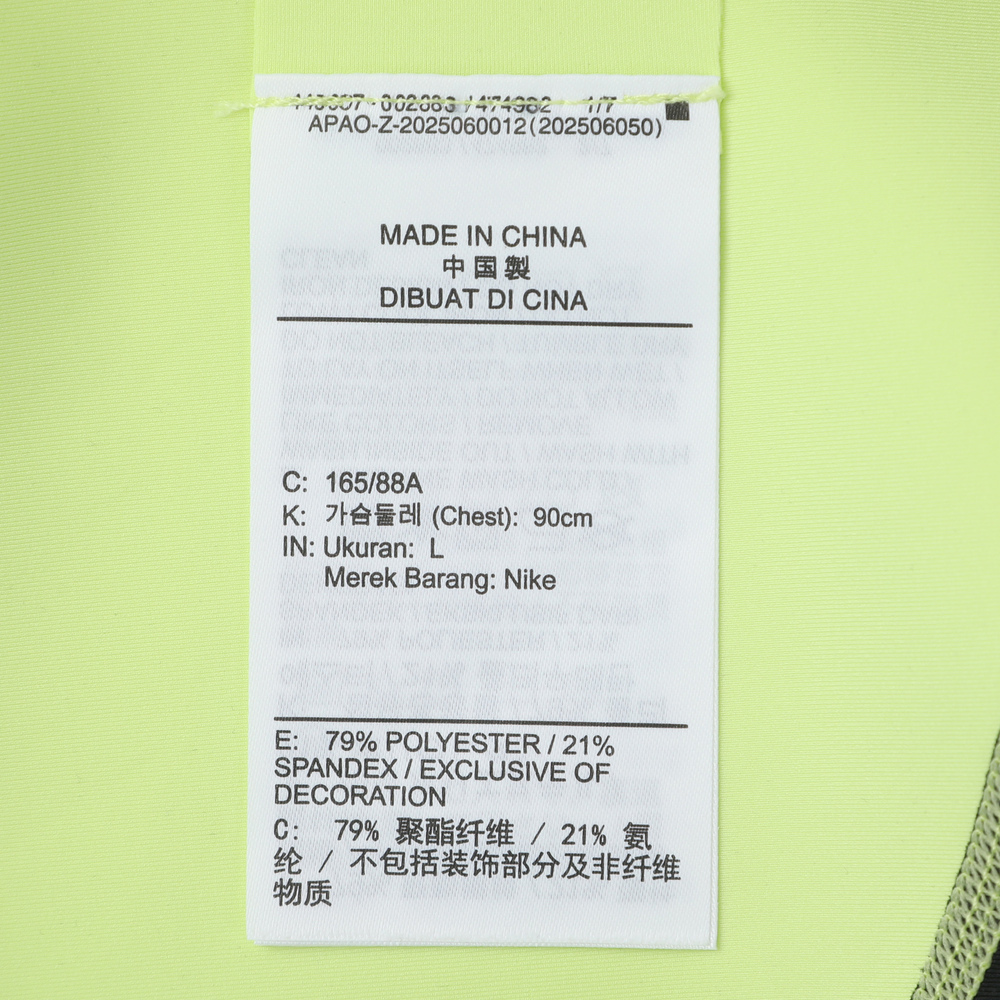 APAO-Z-2025060012(202506050)
MADE IN CHINA
中国製
DIBUAT DI CINA
C: 165/88A
K: 가슴둘레 (Chest): 90cm
IN: Ukuran: L
Merek Barang: Nike
E: 79% POLYESTER / 21%
SPANDEX / EXCLUSIVE OF
DECORATION
C: 79% 聚酯纤维 / 21% 氨
纶 / 不包括装饰部分及非纤维
物质